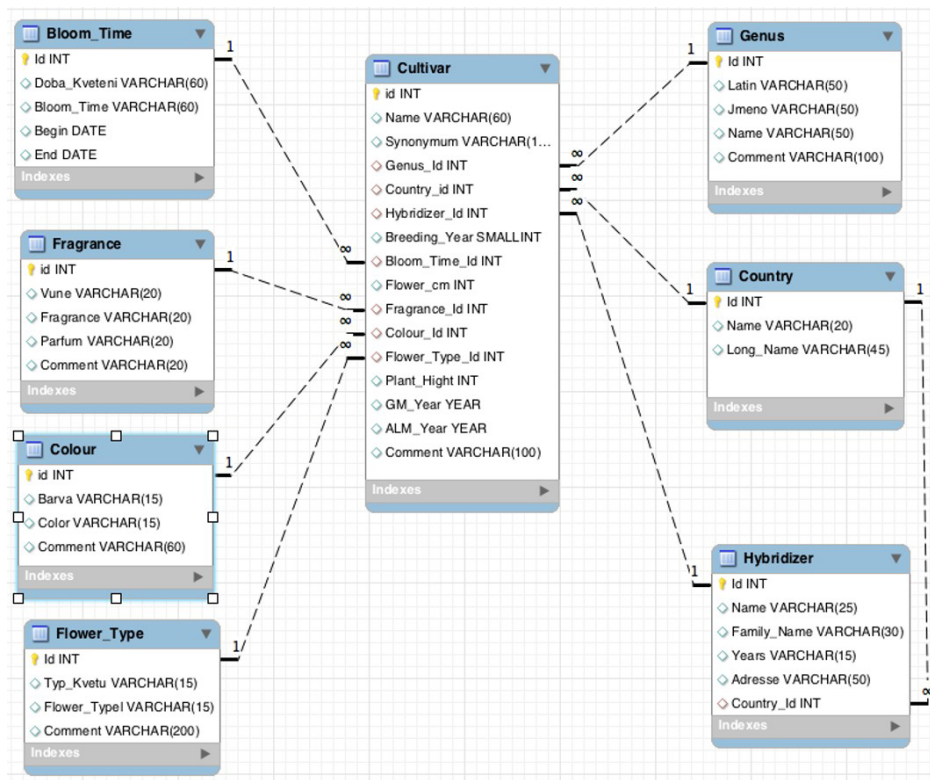 Bloom_Time
Id INT
Doba_Kveteni VARCHAR(60)
Bloom_Time VARCHAR(60)
Begin DATE
End DATE
Indexes
1
Fragrance
id INT
Vune VARCHAR(20)
Fragrance VARCHAR(20)
Parfum VARCHAR(20)
Comment VARCHAR(20)
Indexes
1
Colour
id INT
Barva VARCHAR(15)
Color VARCHAR(15)
Comment VARCHAR(60)
Indexes
1
Flower_Type
Id INT
Typ_Kvetu VARCHAR(15)
Flower_Typel VARCHAR(15)
Comment VARCHAR(200)
Indexes
1
Cultivar
id INT
Name VARCHAR(60)
Synonymum VARCHAR(1...
Genus_Id INT
Country_id INT
Hybridizer_Id INT
Breeding_Year SMALLINT
Bloom_Time_Id INT
Flower_cm INT
Fragrance_Id INT
Colour_Id INT
Flower_Type_Id INT
Plant_Hight INT
GM_Year YEAR
ALM_Year YEAR
Comment VARCHAR(100)
Indexes
∞
∞
∞
∞
∞
∞
∞
Genus
Id INT
Latin VARCHAR(50)
Jmeno VARCHAR(50)
Name VARCHAR(50)
Comment VARCHAR(100)
Indexes
1
Country
Id INT
Name VARCHAR(20)
Long_Name VARCHAR(45)
Indexes
1
1
Hybridizer
Id INT
Name VARCHAR(25)
Family_Name VARCHAR(30)
Years VARCHAR(15)
Adresse VARCHAR(50)
Country_Id INT
Indexes
1
∞